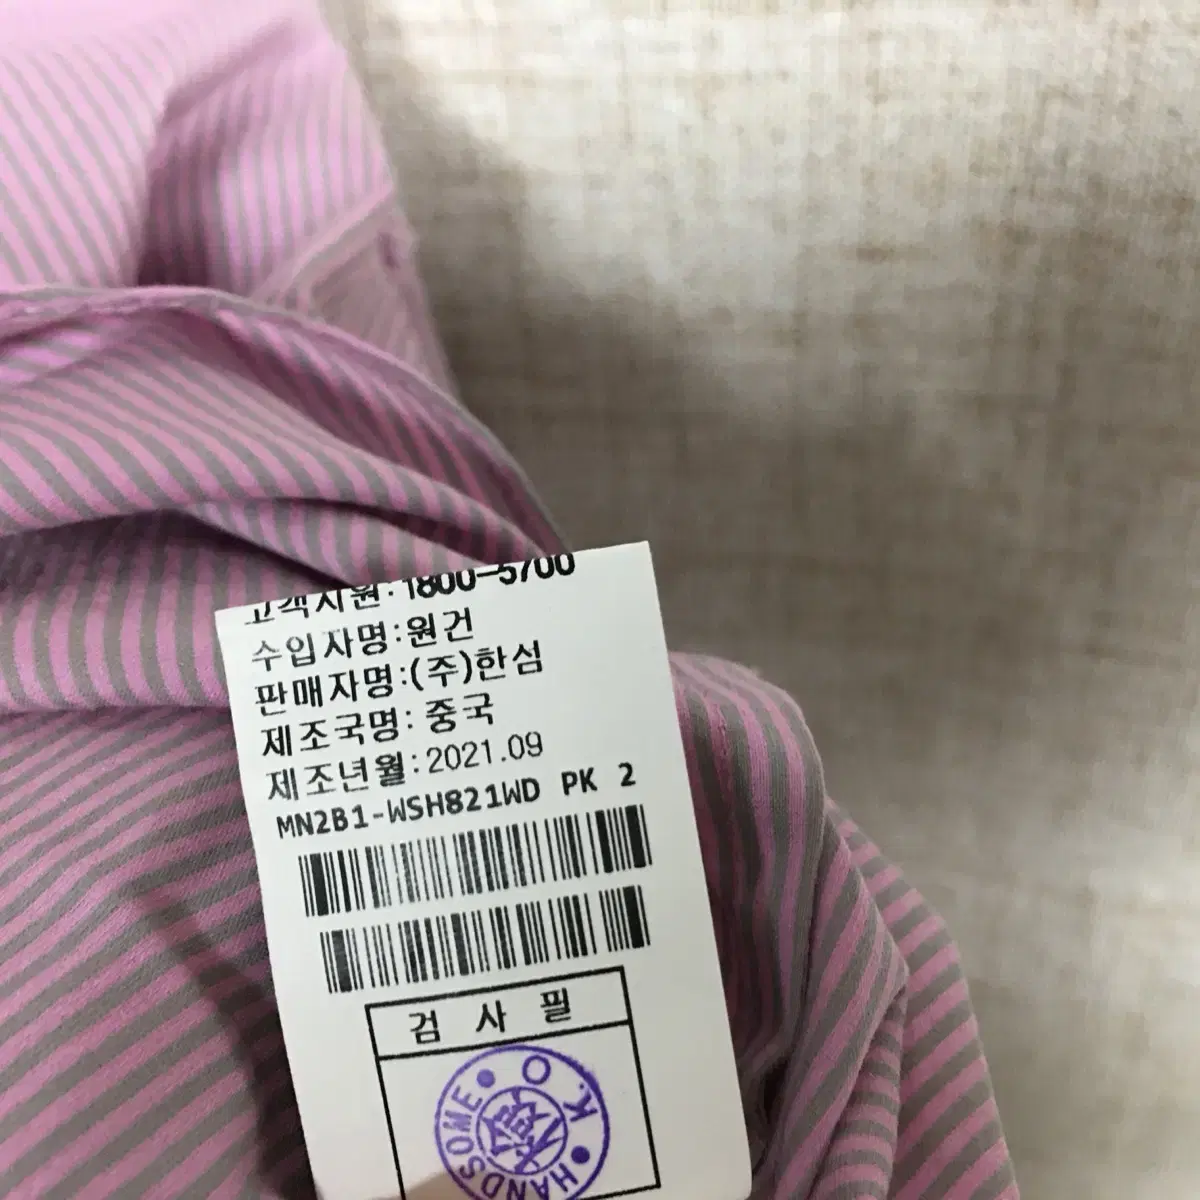 고객지원:1800-5700
수입자명:원건
판매자명:(주)한섬
제조국명: 중국
제조년월:2021.09
MN2B1-WSH821WD PK 2
검 사 필
HANDSOME O.K.